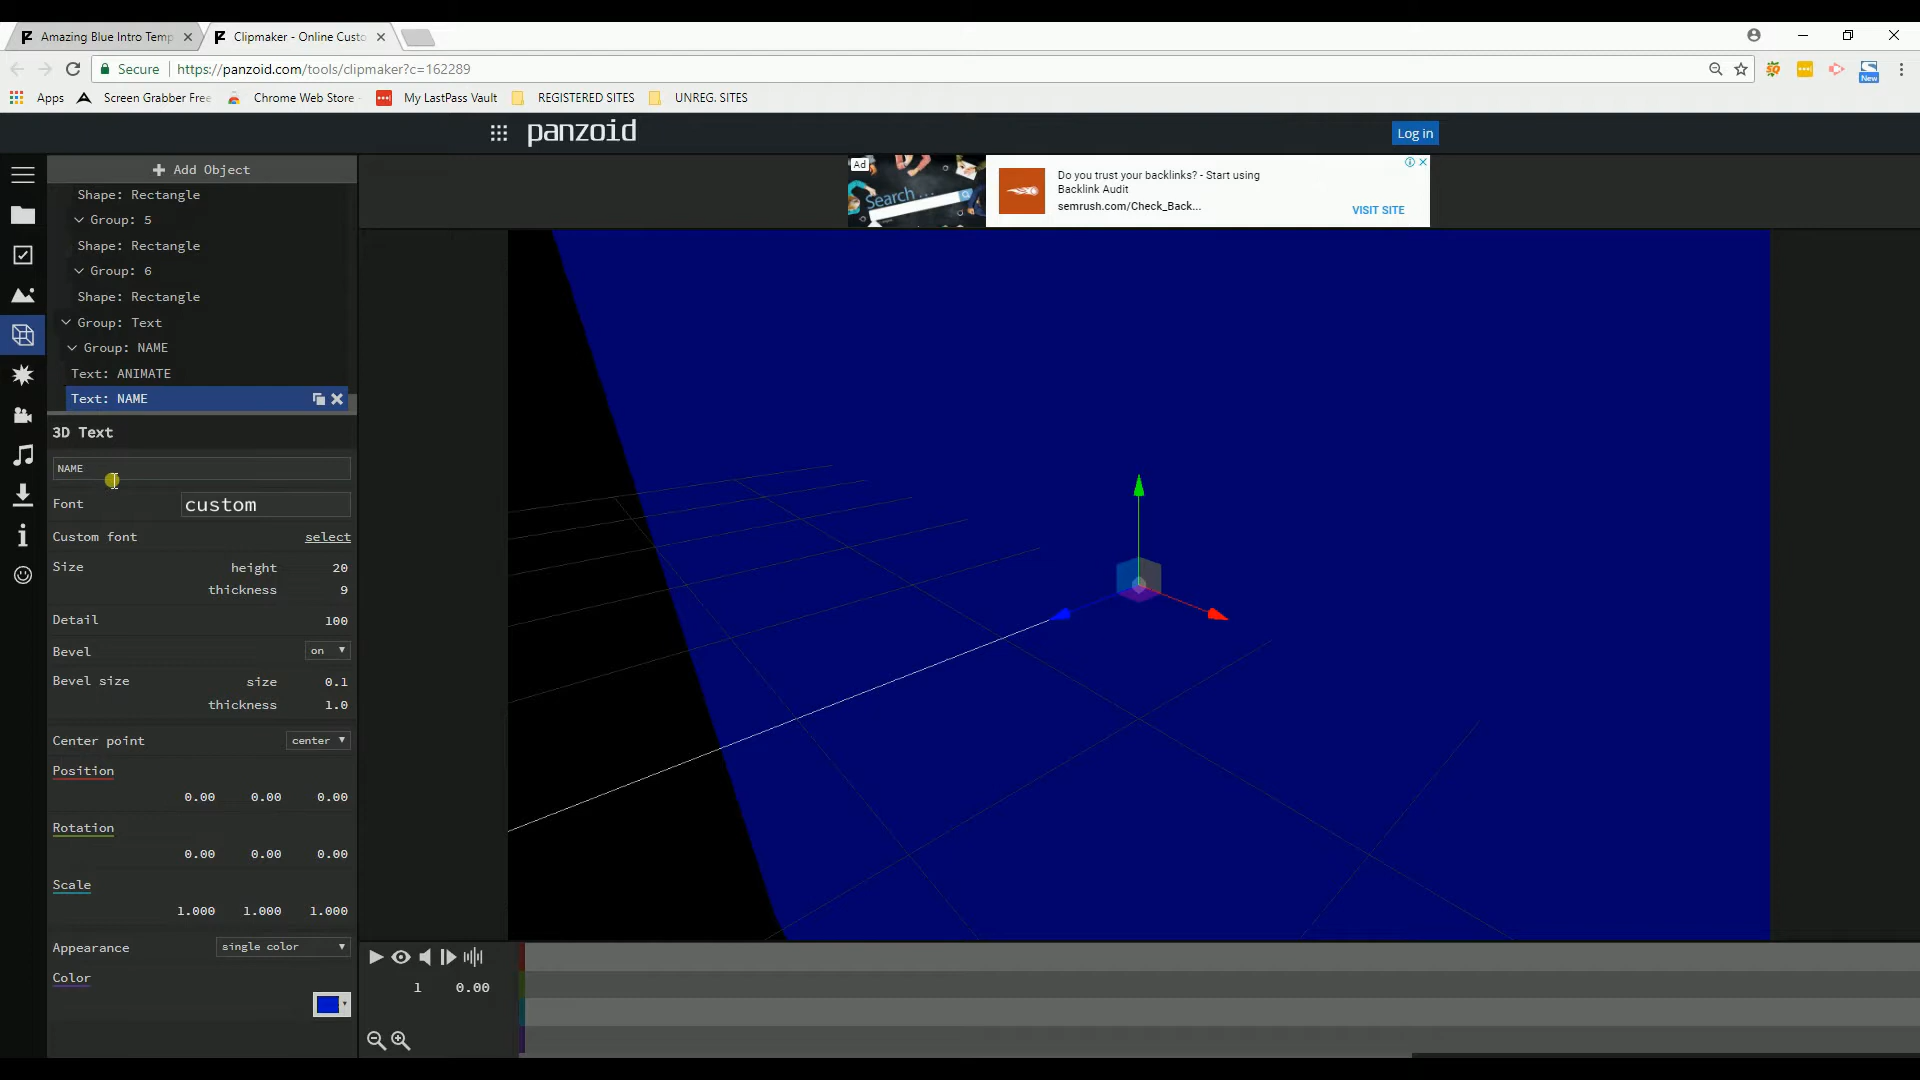 Amazing Blue Intro Temp
Clipmaker - Online Custo
Secure
https://panzoid.com/tools/clipmaker?c=162289
New
Apps
Screen Grabber Free
Chrome Web Store
My LastPass Vault
REGISTERED SITES
UNREG. SITES
panzoid
Log in
Add Object
Ad
Search...
Do you trust your backlinks? - Start using
Backlink Audit
semrush.com/Check_Back...
VISIT SITE
Shape: Rectangle
Group: 5
Shape: Rectangle
Group: 6
Shape: Rectangle
Group: Text
Group: NAME
Text: ANIMATE
Text: NAME
3D Text
NAME
Font custom
Custom font select
Size height 20
thickness 9
Detail 100
Bevel on
Bevel size size 0.1
thickness 1.0
Center point center
Position
0.00 0.00 0.00
Rotation
0.00 0.00 0.00
Scale
1.000 1.000 1.000
Appearance single color
Color
1 0.00